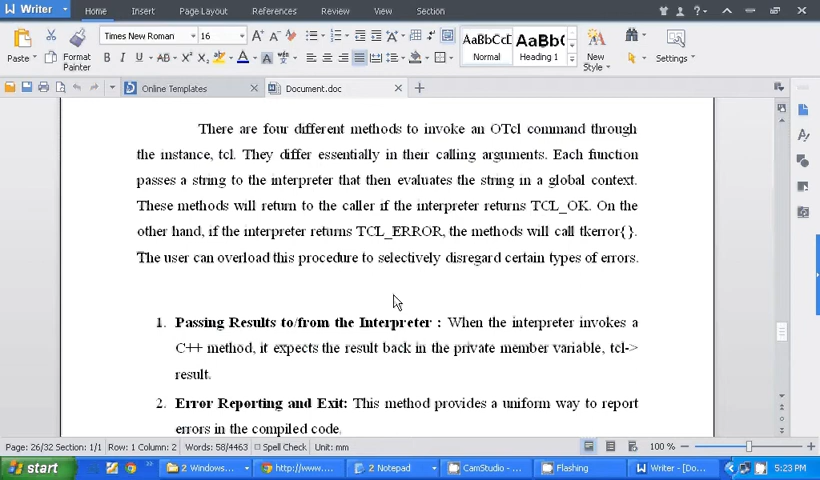 Writer
Home Insert Page Layout References Review View Section
Paste Format Painter Times New Roman 16 AaBbCcD Normal AaBb Heading 1 New Style Settings
Online Templates Document.doc
There are four different methods to invoke an OTcl command through
the instance, tcl. They differ essentially in their calling arguments. Each function
passes a string to the interpreter that then evaluates the string in a global context.
These methods will return to the caller if the interpreter returns TCL_OK. On the
other hand, if the interpreter returns TCL_ERROR, the methods will call tkerror{}.
The user can overload this procedure to selectively disregard certain types of errors.
1. Passing Results to/from the Interpreter : When the interpreter invokes a
C++ method, it expects the result back in the private member variable, tcl->
result.
2. Error Reporting and Exit: This method provides a uniform way to report
errors in the compiled code.
Page: 26/32 Section: 1/1 Row: 1 Column: 2 Words: 58/4463 Spell Check Unit: mm 100 %
start 2 Windows... http://www.... 2 Notepad CamStudio - ... Flashing Writer - [Do... 5:23 PM